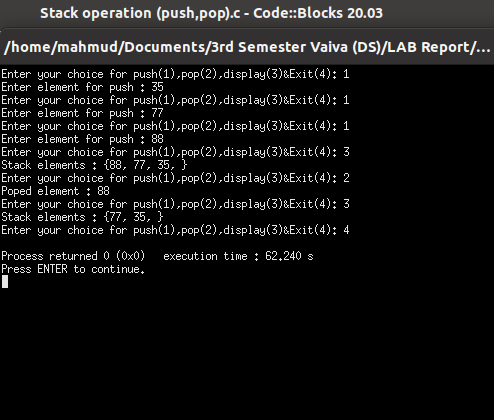 Stack operation (push,pop).c - Code::Blocks 20.03
/home/mahmud/Documents/3rd Semester Vaiva (DS)/LAB Report/...
Enter your choice for push(1),pop(2),display(3)&Exit(4): 1
Enter element for push : 35
Enter your choice for push(1),pop(2),display(3)&Exit(4): 1
Enter element for push : 77
Enter your choice for push(1),pop(2),display(3)&Exit(4): 1
Enter element for push : 88
Enter your choice for push(1),pop(2),display(3)&Exit(4): 3
Stack elements : {88, 77, 35, }
Enter your choice for push(1),pop(2),display(3)&Exit(4): 2
Poped element : 88
Enter your choice for push(1),pop(2),display(3)&Exit(4): 3
Stack elements : {77, 35, }
Enter your choice for push(1),pop(2),display(3)&Exit(4): 4
Process returned 0 (0x0)   execution time : 62.240 s
Press ENTER to continue.